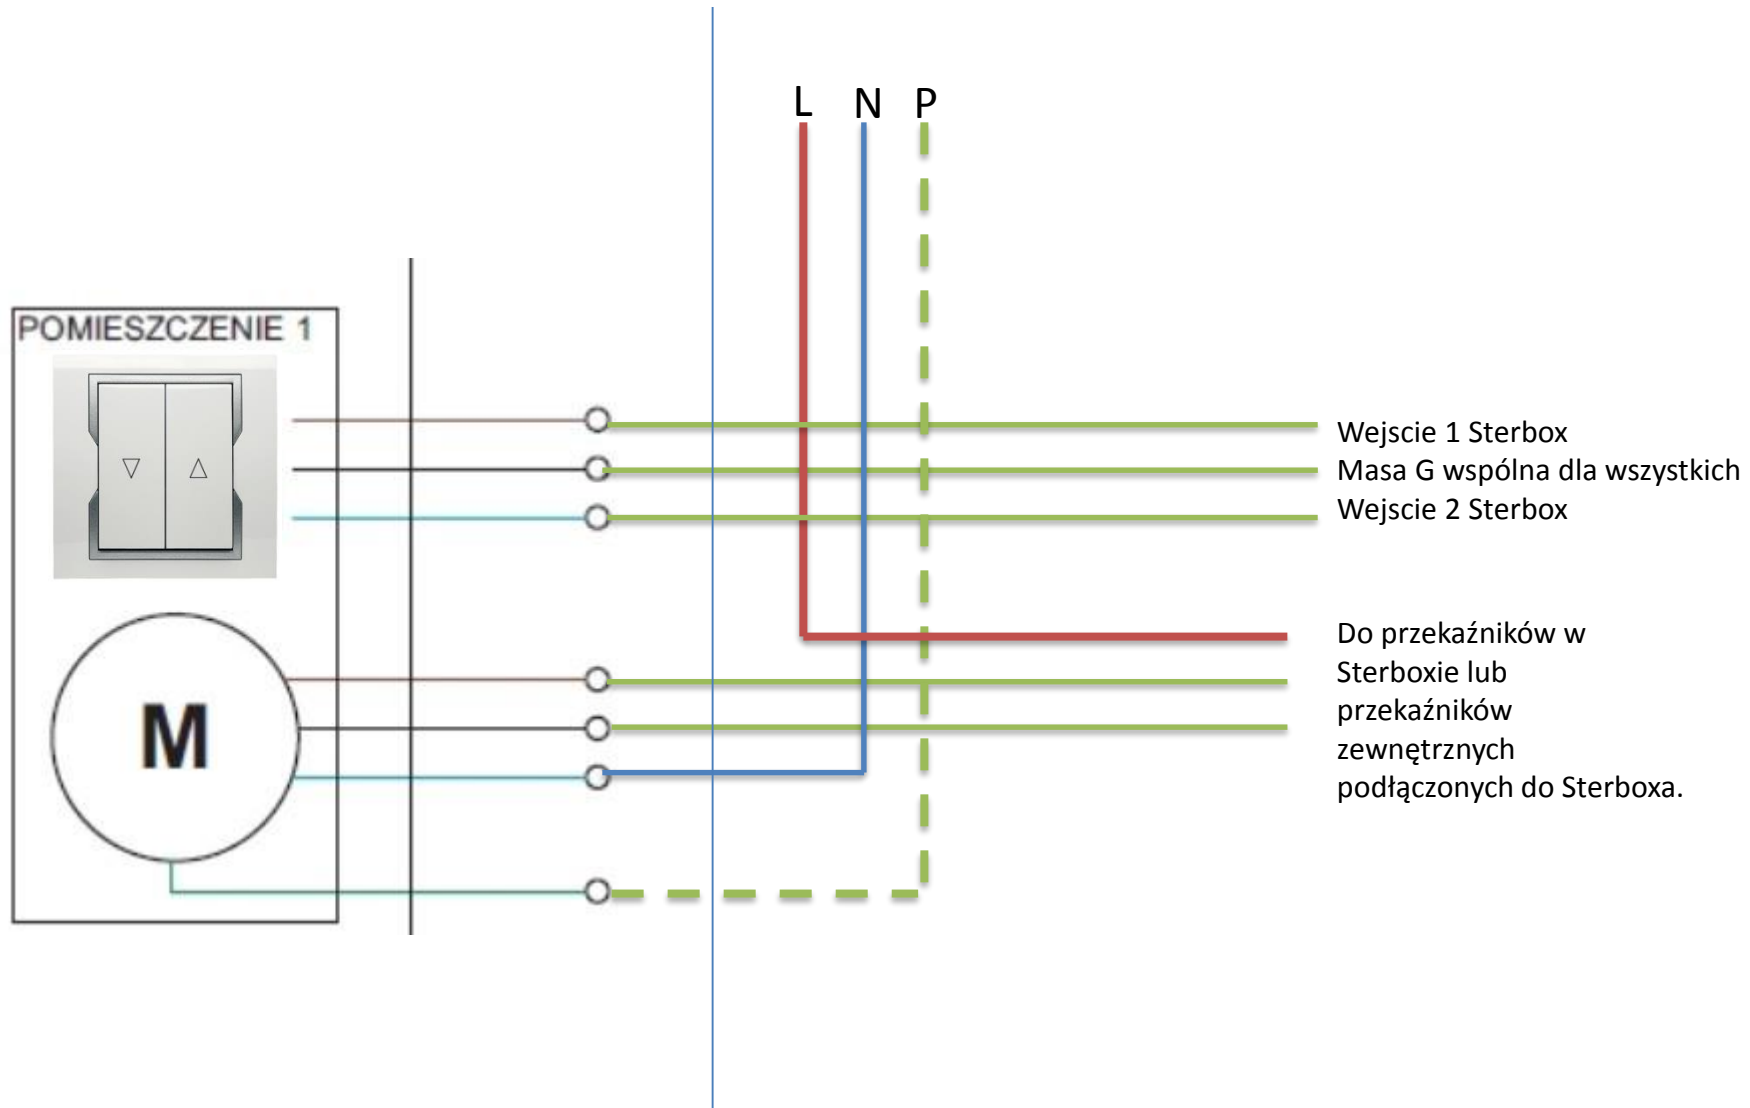 L N P
POMIESZCZENIE 1
Wejscie 1 Sterbox
Masa G wspólna dla wszystkich
Wejscie 2 Sterbox
Do przekaźników w
Sterboxie lub
przekaźników
zewnętrznych
podłączonych do Sterboxa.
M